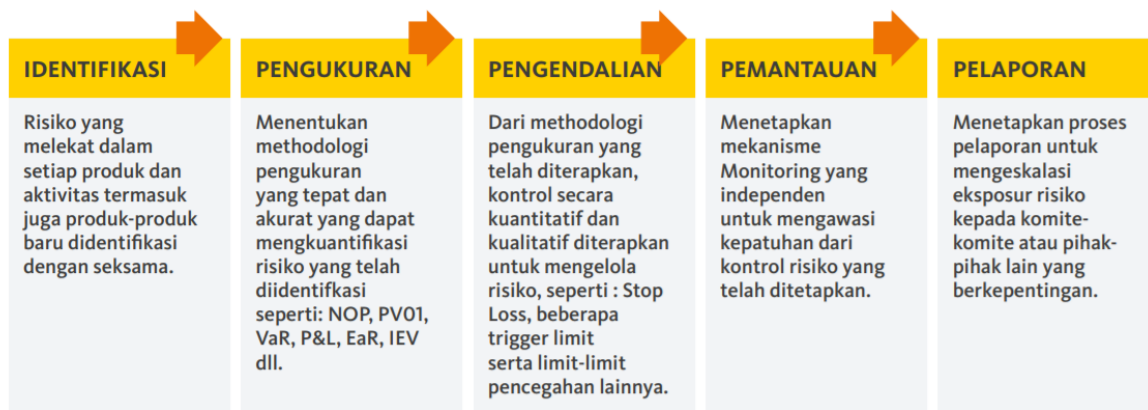 IDENTIFIKASI
Risiko yang
melekat dalam
setiap produk dan
aktivitas termasuk
juga produk-produk
baru didentifikasi
dengan seksama.
PENGUKURAN
Menentukan
methodologi
pengukuran
yang tepat dan
akurat yang dapat
mengkuantifikasi
risiko yang telah
diidentifkasi
seperti: NOP, PV01,
VaR, P&L, EaR, IEV
dll.
PENGENDALIAN
Dari methodologi
pengukuran yang
telah diterapkan,
kontrol secara
kuantitatif dan
kualitatif diterapkan
untuk mengelola
risiko, seperti : Stop
Loss, beberapa
trigger limit
serta limit-limit
pencegahan lainnya.
PEMANTAUAN
Menetapkan
mekanisme
Monitoring yang
independen
untuk mengawasi
kepatuhan dari
kontrol risiko yang
telah ditetapkan.
PELAPORAN
Menetapkan proses
pelaporan untuk
mengeskalasi
eksposur risiko
kepada komite-
komite atau pihak-
pihak lain yang
berkepentingan.